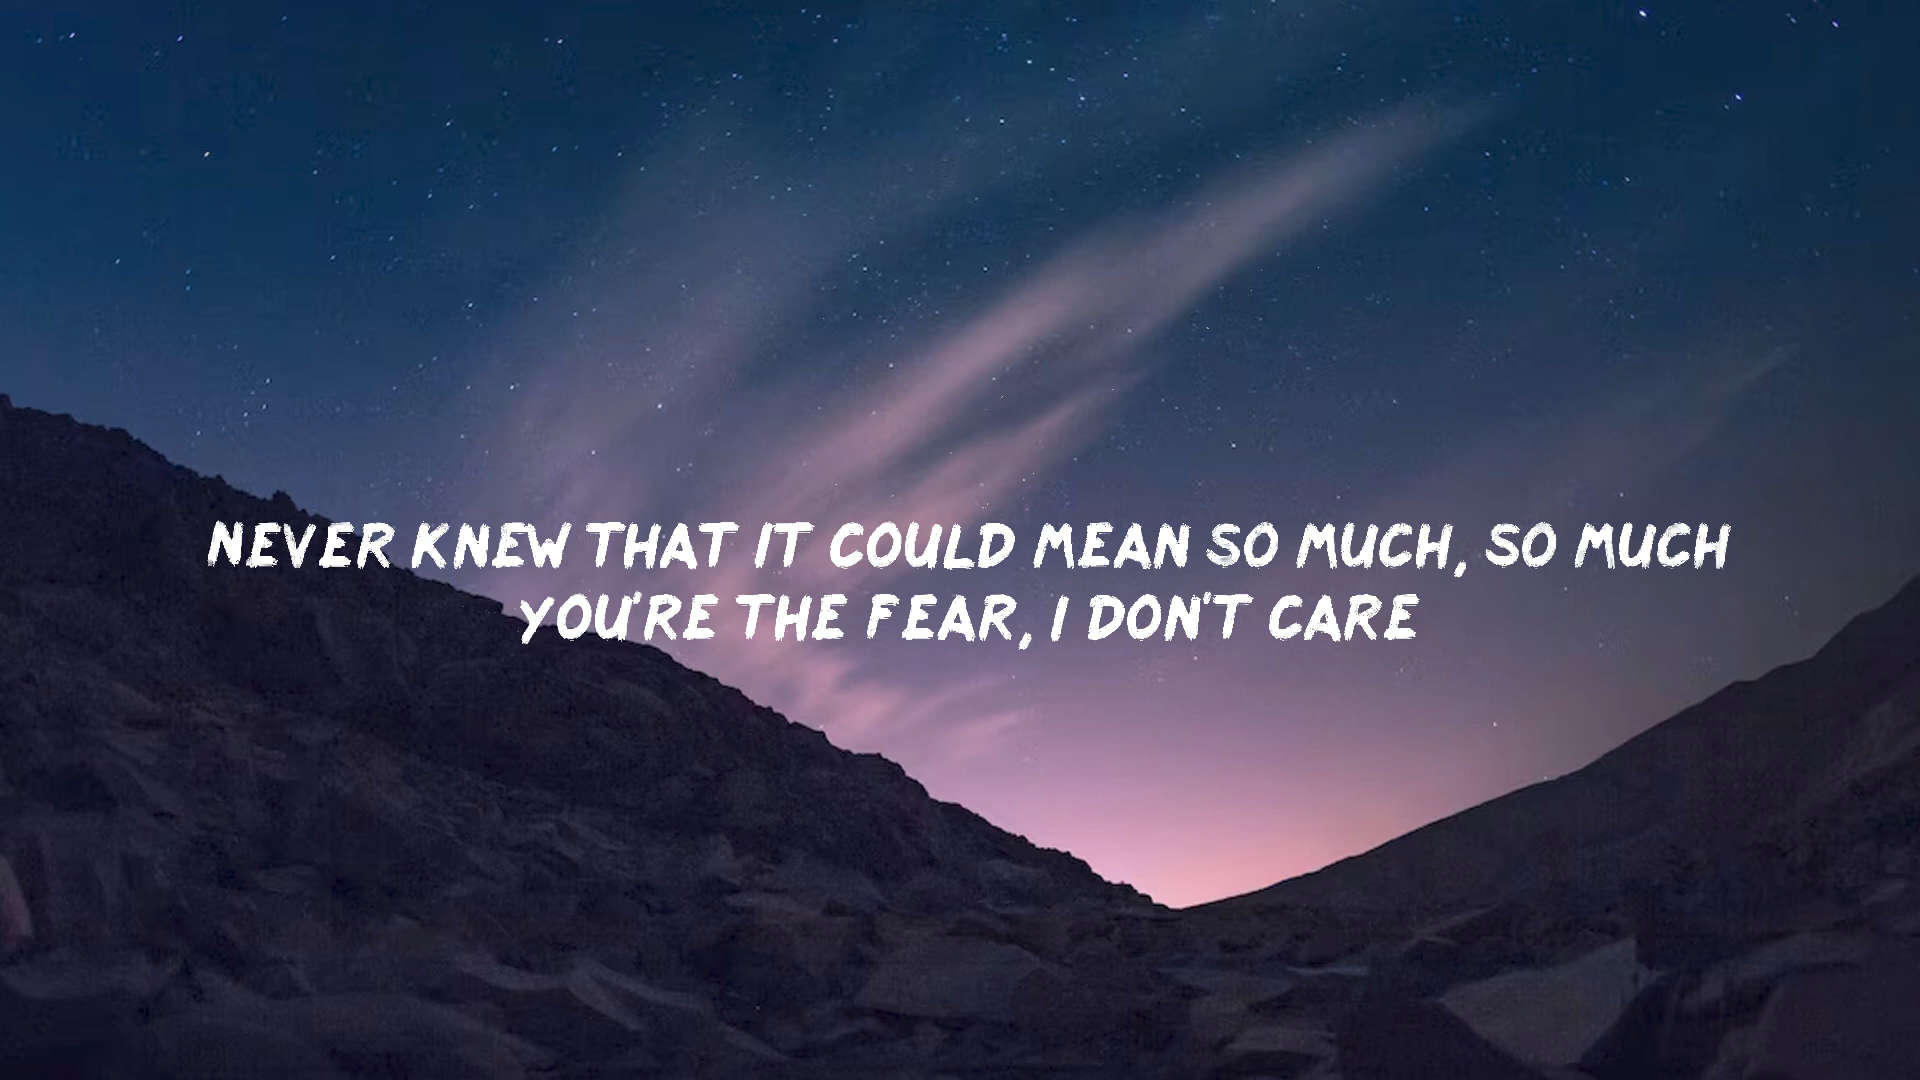 NEVER KNEW THAT IT COULD MEAN SO MUCH, SO MUCH
YOU'RE THE FEAR, I DON'T CARE